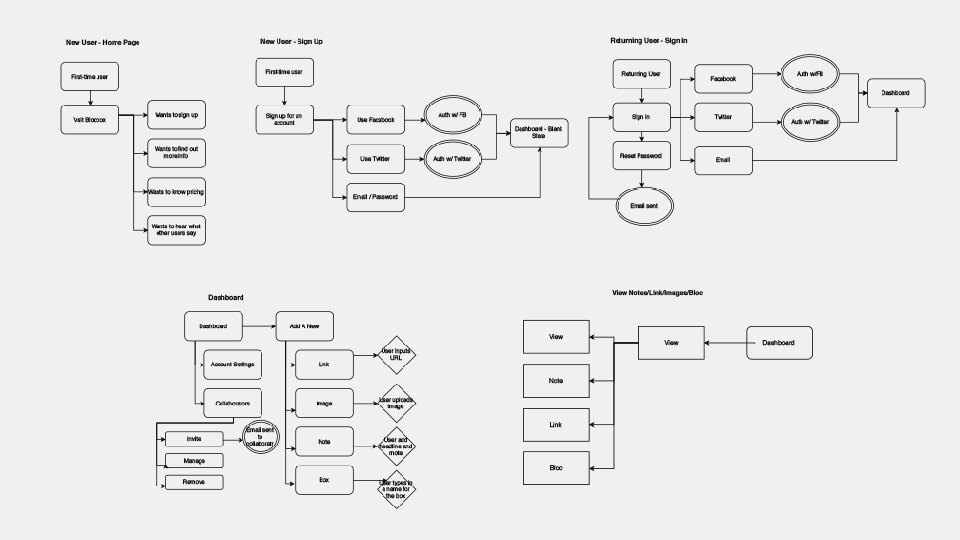 New User - Home Page
First-time user
Visit Blocbox
Wants to sign up
Wants to find out
more info
Wants to know pricing
Wants to hear what
other users say
New User - Sign Up
First-time user
Sign up for an
account
Use Facebook
Auth w/ FB
Use Twitter
Auth w/ Twitter
Email / Password
Dashboard - Blank
Slate
Returning User - Sign in
Returning User
Sign in
Reset Password
Email sent
Facebook
Auth w/FB
Twitter
Auth w/ Twitter
Email
Dashboard
Dashboard
Dashboard
Add A New
Account Settings
Collaborators
Invite
Manage
Remove
Email sent
to
collaborator
Link
User inputs
URL
Image
User uploads
image
Note
User add
headline and
note
Box
User types in
a name for
the box
View Notes/Link/Images/Bloc
View
Note
Link
Bloc
View
Dashboard